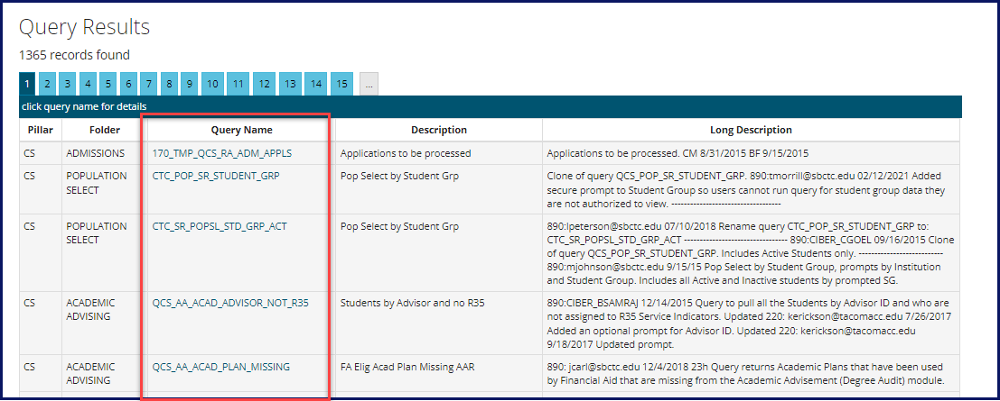 Query Results
1365 records found
1 2 3 4 5 6 7 8 9 10 11 12 13 14 15 ...
click query name for details
Pillar Folder Query Name Description Long Description
CS ADMISSIONS 170_TMP_QCS_RA_ADM_APPLS Applications to be processed Applications to be processed. CM 8/31/2015 BF 9/15/2015
CS POPULATION CTC_POP_SR_STUDENT_GRP Pop Select by Student Grp Clone of query QCS_POP_SR_STUDENT_GRP. 890:tmorrill@sbctc.edu 02/12/2021 Added
SELECT secure prompt to Student Group so users cannot run query for student group data they
are not authorized to view. -----------------------------------
CS POPULATION CTC_SR_POPSL_STD_GRP_ACT Pop Select by Student Grp 890:lpeterson@sbctc.edu 07/10/2018 Rename query CTC_POP_SR_STUDENT_GRP to:
SELECT CTC_SR_POPSL_STD_GRP_ACT --------------------------------- 890:CIBER_CGOEL 09/16/2015 Clone
of query QCS_POP_SR_STUDENT_GRP. Includes Active Students only. ---------------------------
890:mjohnson@sbctc.edu 9/15/15 Pop Select by Student Group, prompts by Institution
and Student Group. Includes all Active and Inactive students by prompted SG.
CS ACADEMIC QCS_AA_ACAD_ADVISOR_NOT_R35 Students by Advisor and no R35 890:CIBER_BSAMRAJ 12/14/2015 Query to pull all the Students by Advisor ID and who are
ADVISING not assigned to R35 Service Indicators. Updated 220: kerickson@tacomacc.edu 7/26/2017
Added an optional prompt for Advisor ID. Updated 220: kerickson@tacomacc.edu
9/18/2017 Updated prompt.
CS ACADEMIC QCS_AA_ACAD_PLAN_MISSING FA Elig Acad Plan Missing AAR 890: jcarl@sbctc.edu 12/4/2018 23h Query returns Academic Plans that have been used
ADVISING by Financial Aid that are missing from the Academic Advisement (Degree Audit) module.